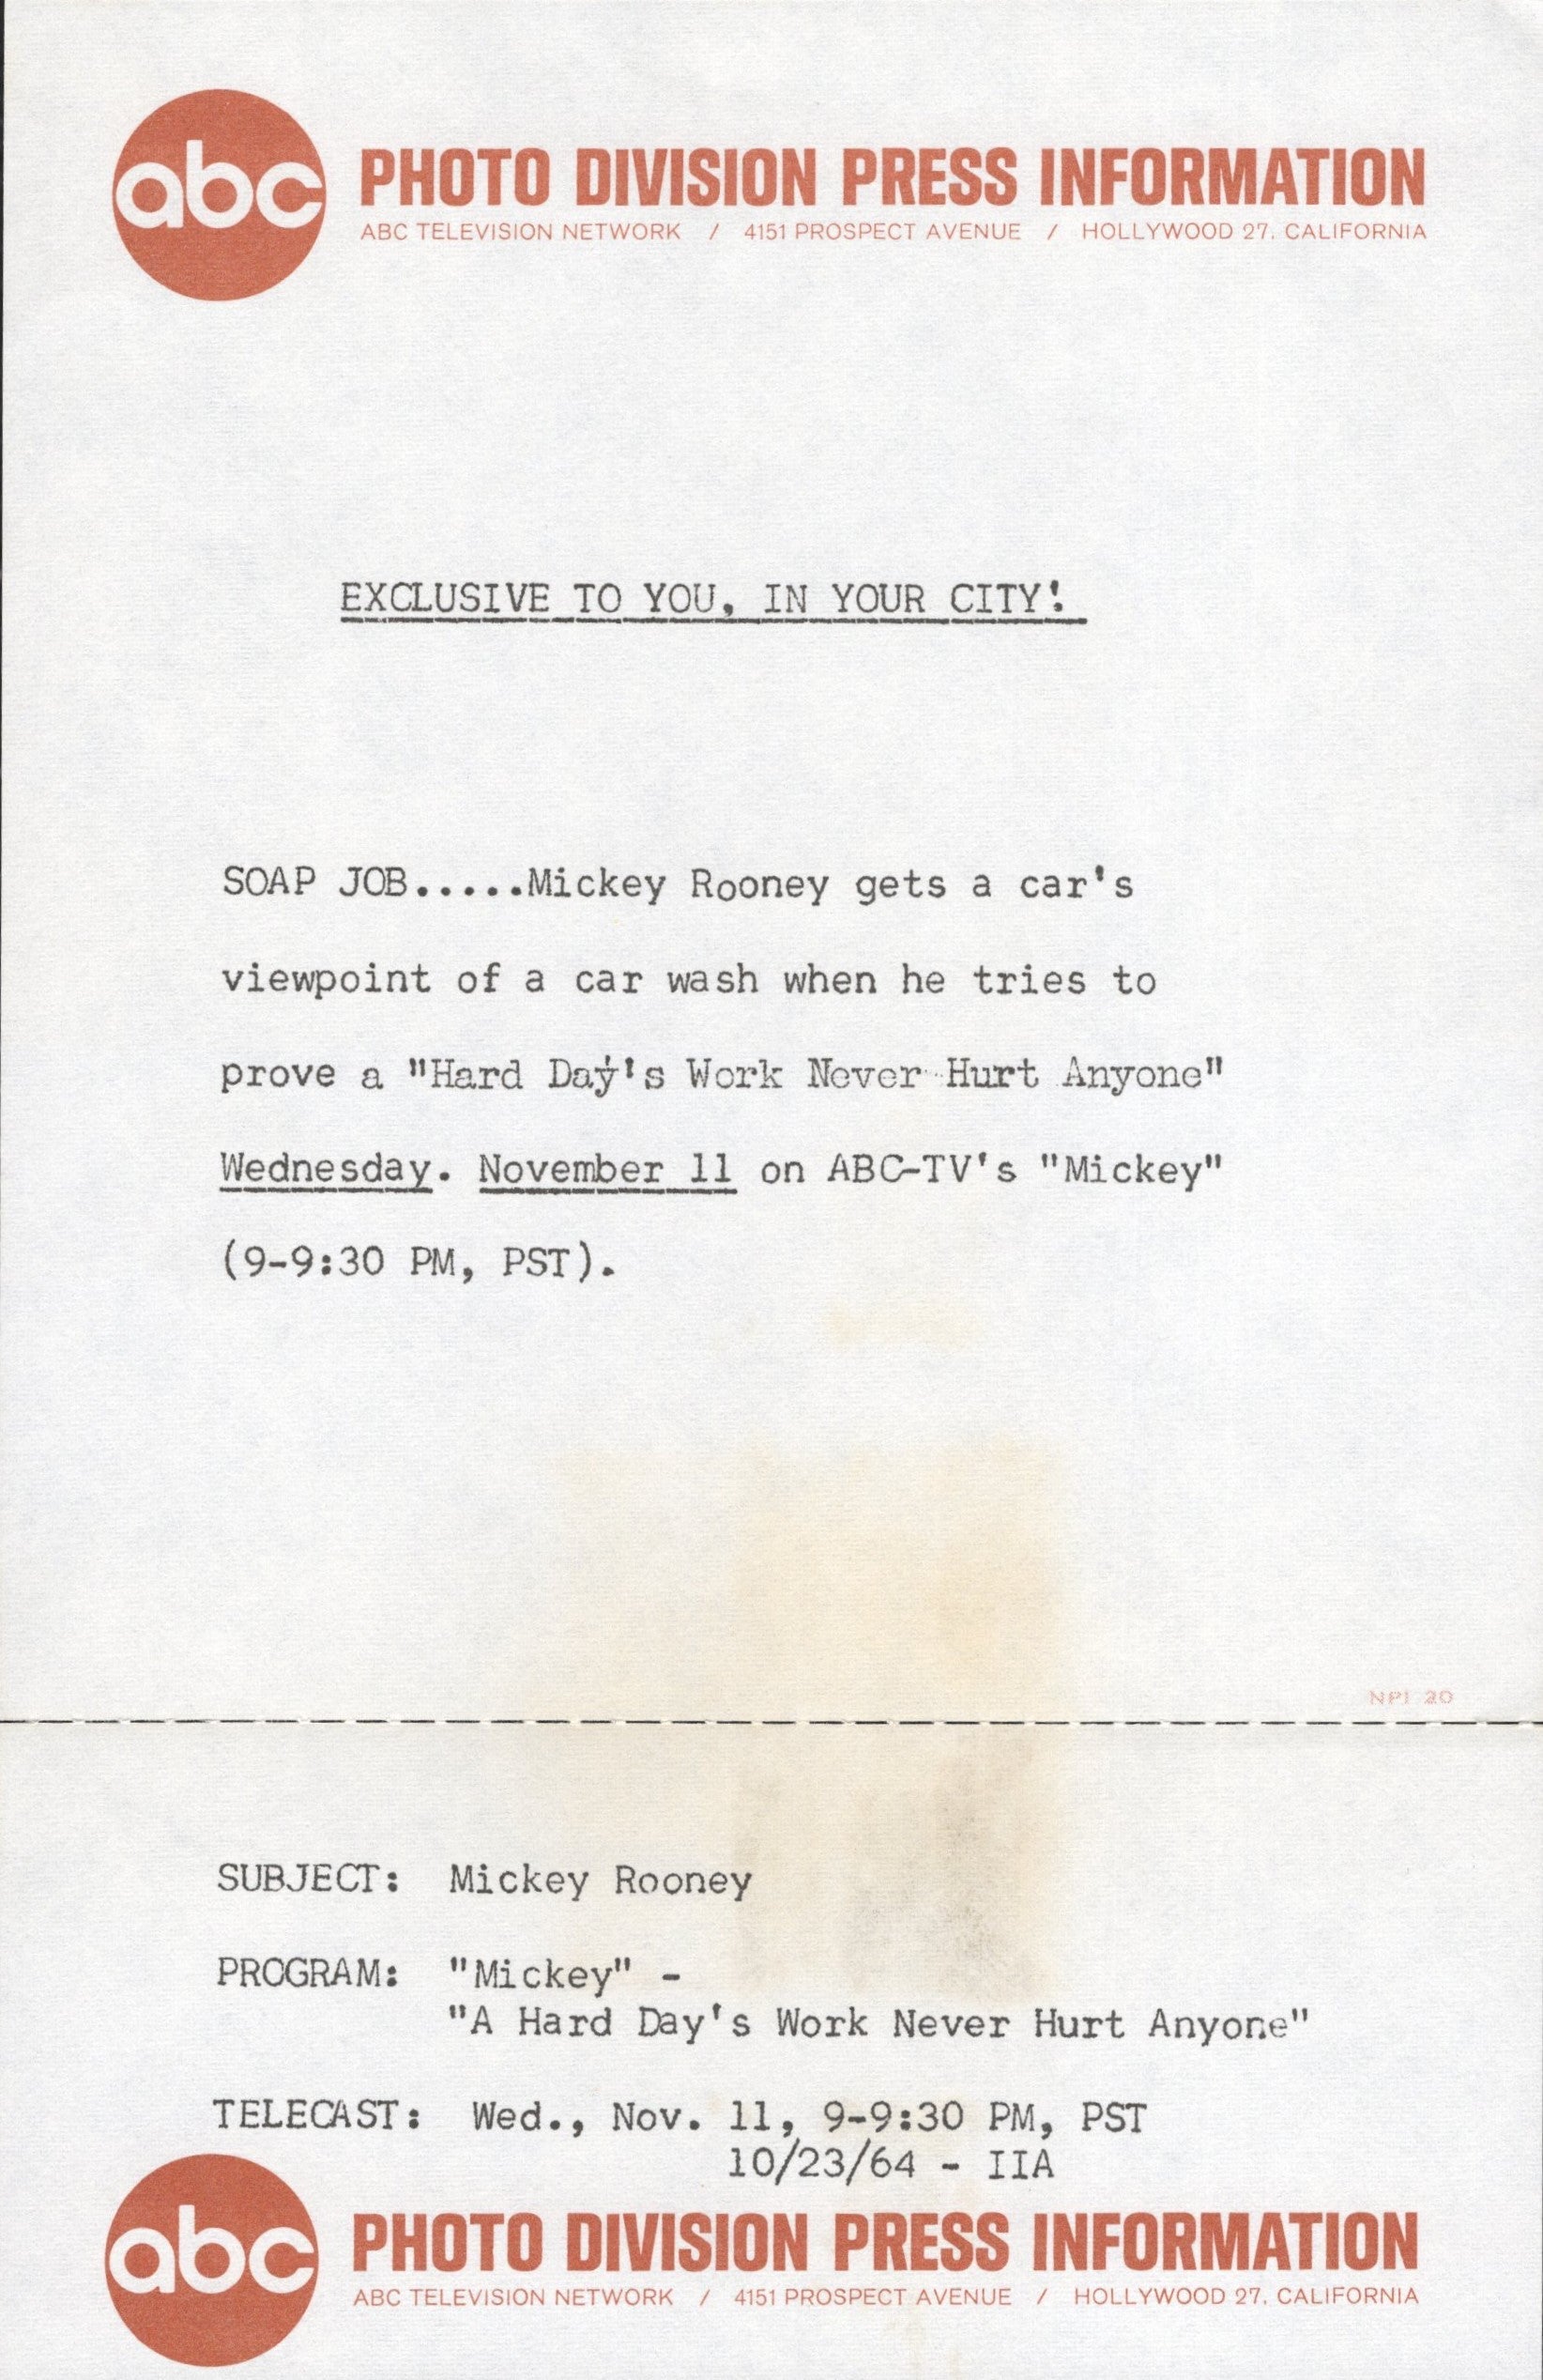 abc
PHOTO DIVISION PRESS INFORMATION
ABC TELEVISION NETWORK / 4151 PROSPECT AVENUE / HOLLYWOOD 27, CALIFORNIA
EXCLUSIVE TO YOU, IN YOUR CITY!
SOAP JOB.....Mickey Rooney gets a car's
viewpoint of a car wash when he tries to
prove a "Hard Day's Work Never Hurt Anyone"
Wednesday. November 11 on ABC-TV's "Mickey"
(9-9:30 PM, PST).
NPI 20
SUBJECT: Mickey Rooney
PROGRAM: "Mickey" -
"A Hard Day's Work Never Hurt Anyone"
TELECAST: Wed., Nov. 11, 9-9:30 PM, PST
10/23/64 - IIA
abc
PHOTO DIVISION PRESS INFORMATION
ABC TELEVISION NETWORK / 4151 PROSPECT AVENUE / HOLLYWOOD 27, CALIFORNIA